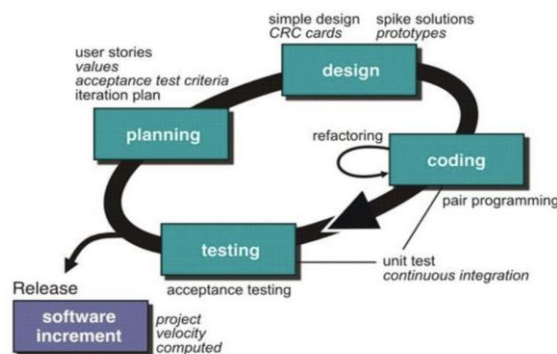 simple design
CRC cards
spike solutions
prototypes
user stories
values
acceptance test criteria
iteration plan
design
planning
refactoring
coding
pair programming
testing
unit test
continuous integration
acceptance testing
Release
software
increment
project
velocity
computed